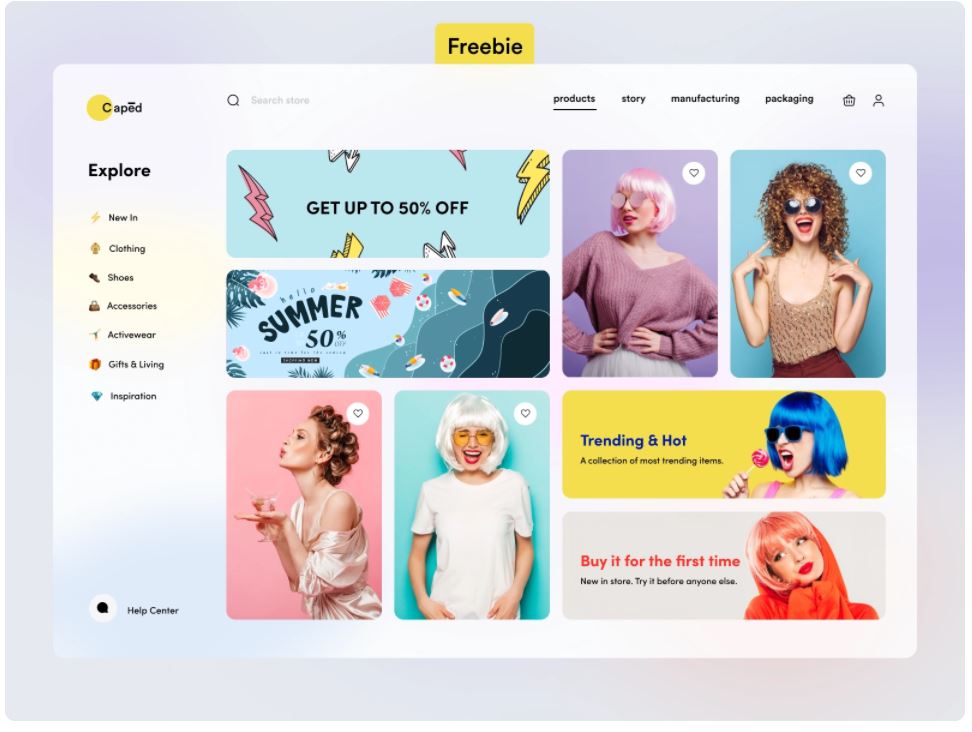 Freebie
Capēd
Search store
products
story
manufacturing
packaging
Explore
New In
Clothing
Shoes
Accessories
Activewear
Gifts & Living
Inspiration
Help Center
GET UP TO 50% OFF
hello
SUMMER
50%
OFF
SHOPPING NOW
Trending & Hot
A collection of most trending items.
Buy it for the first time
New in store. Try it before anyone else.